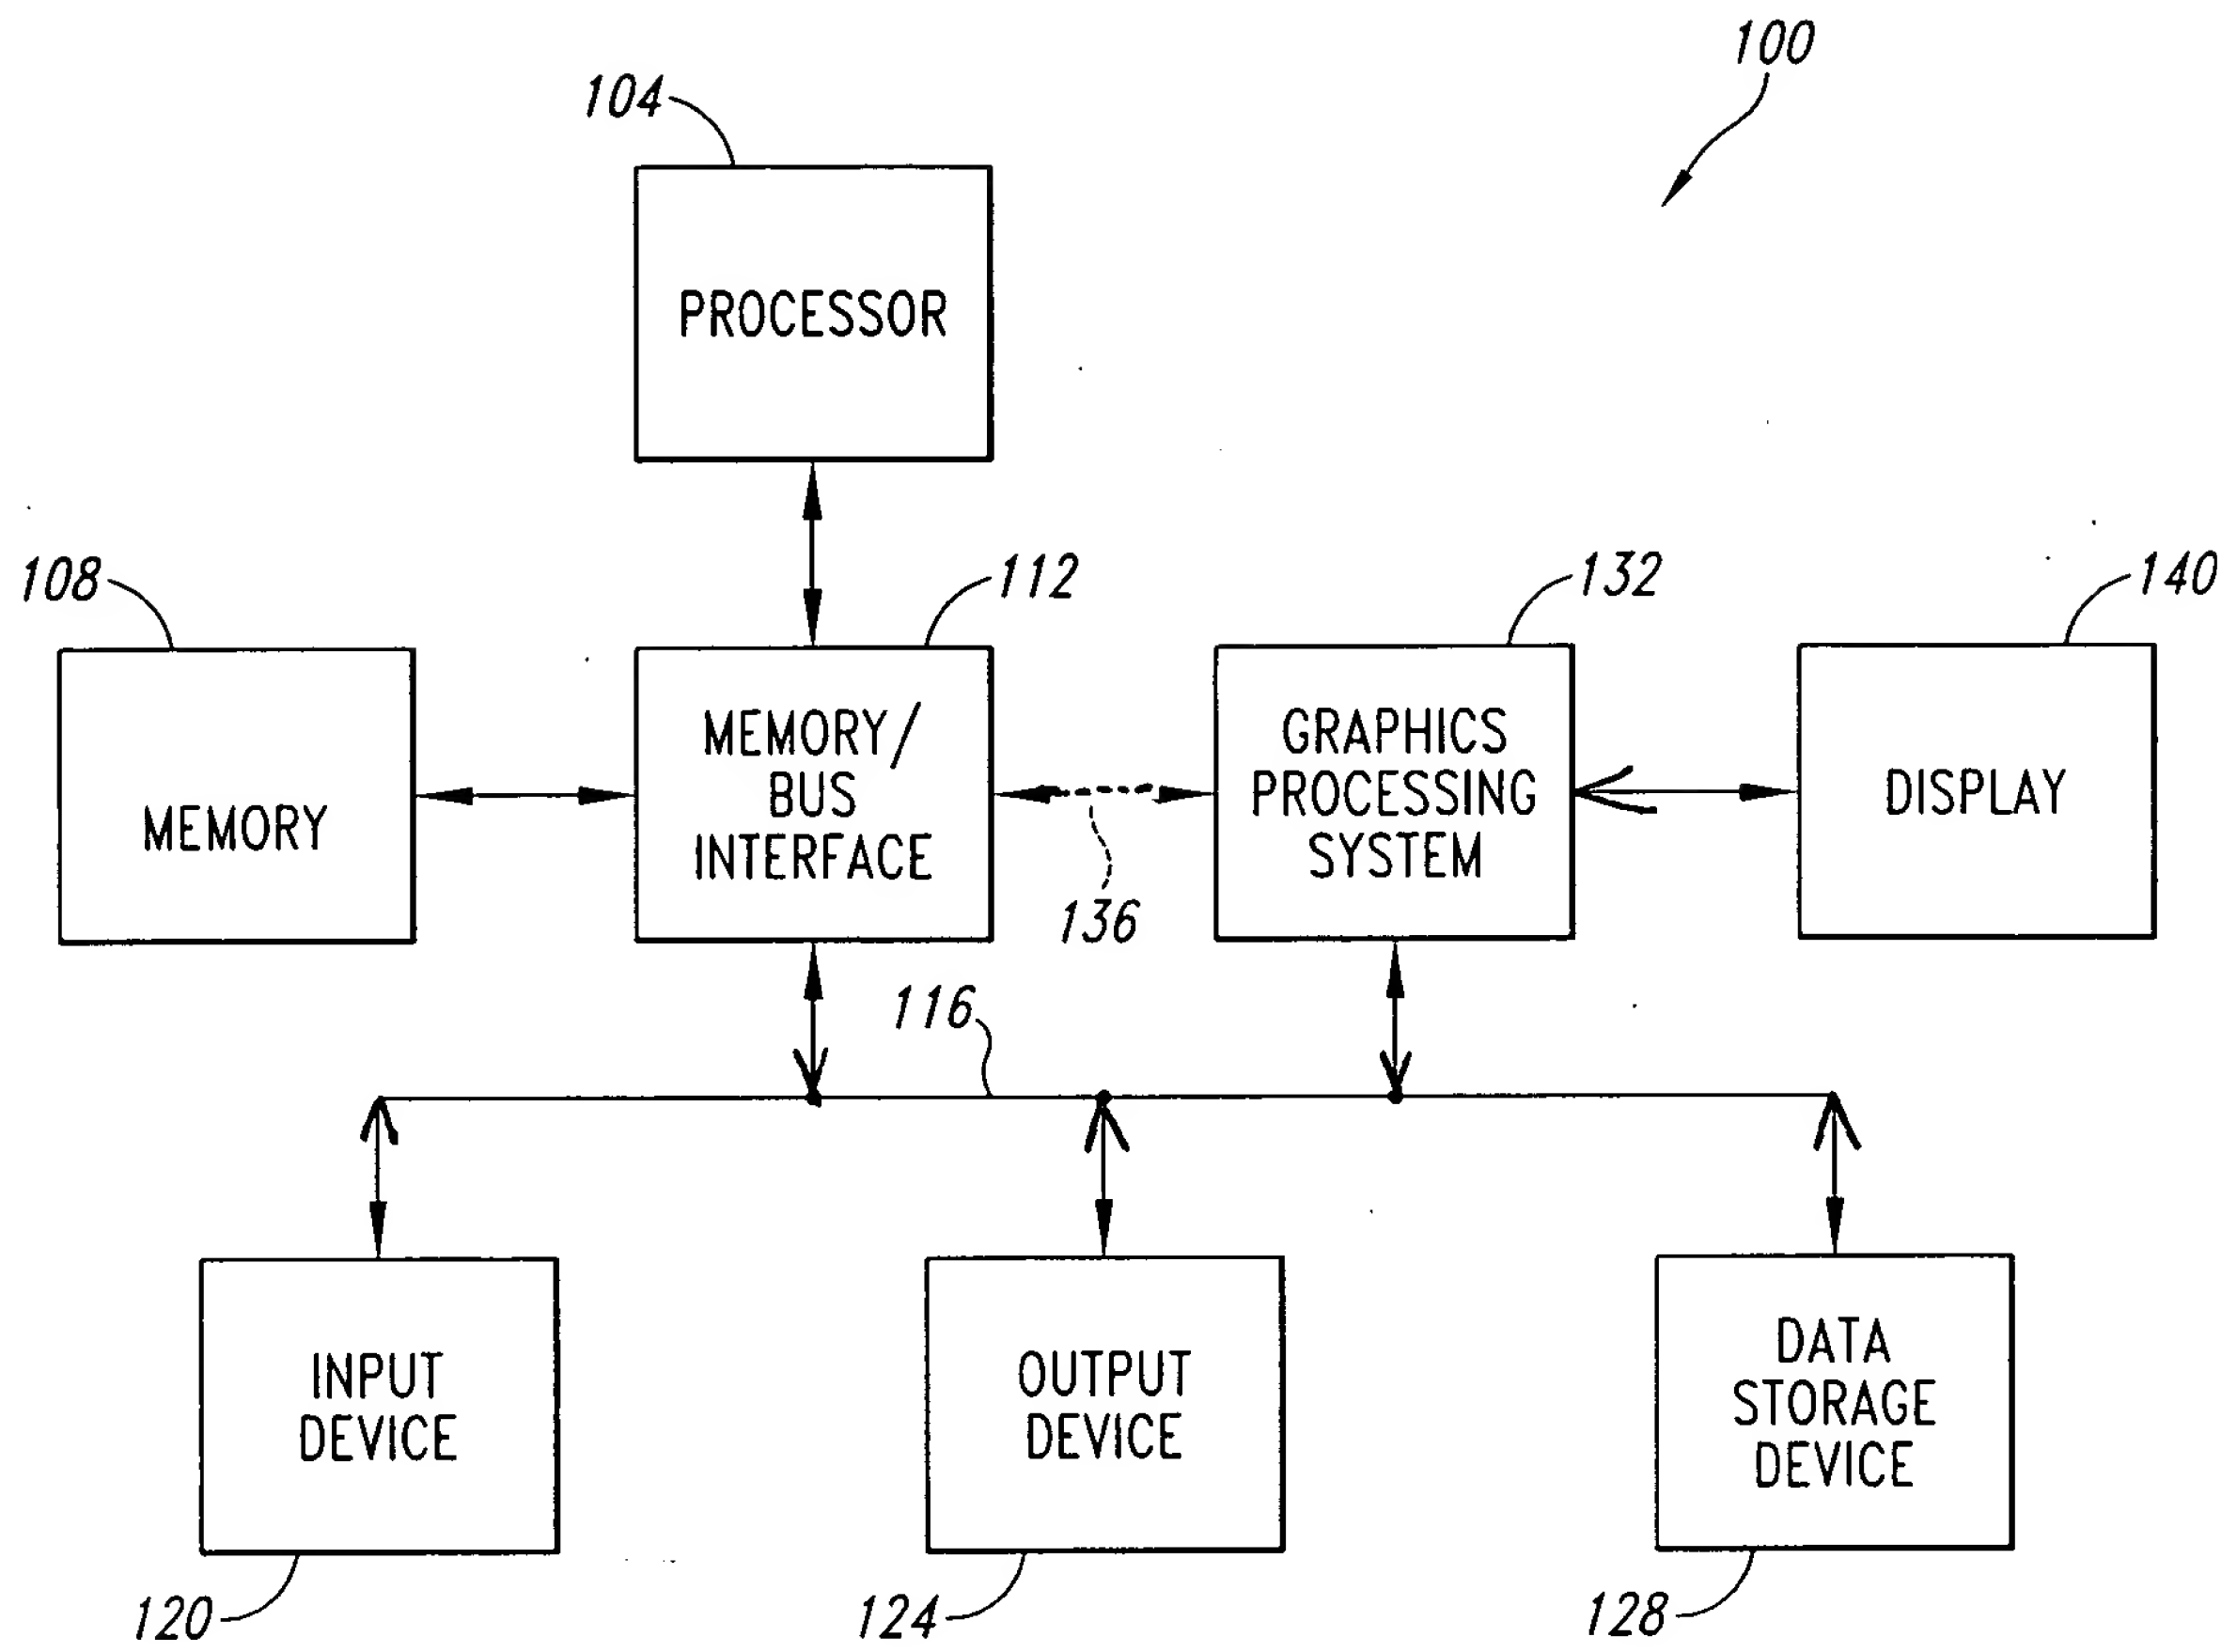 100
104
PROCESSOR
108
112
132
140
MEMORY
MEMORY/
BUS
INTERFACE
136
GRAPHICS
PROCESSING
SYSTEM
DISPLAY
116
INPUT
DEVICE
OUTPUT
DEVICE
DATA
STORAGE
DEVICE
120
124
128